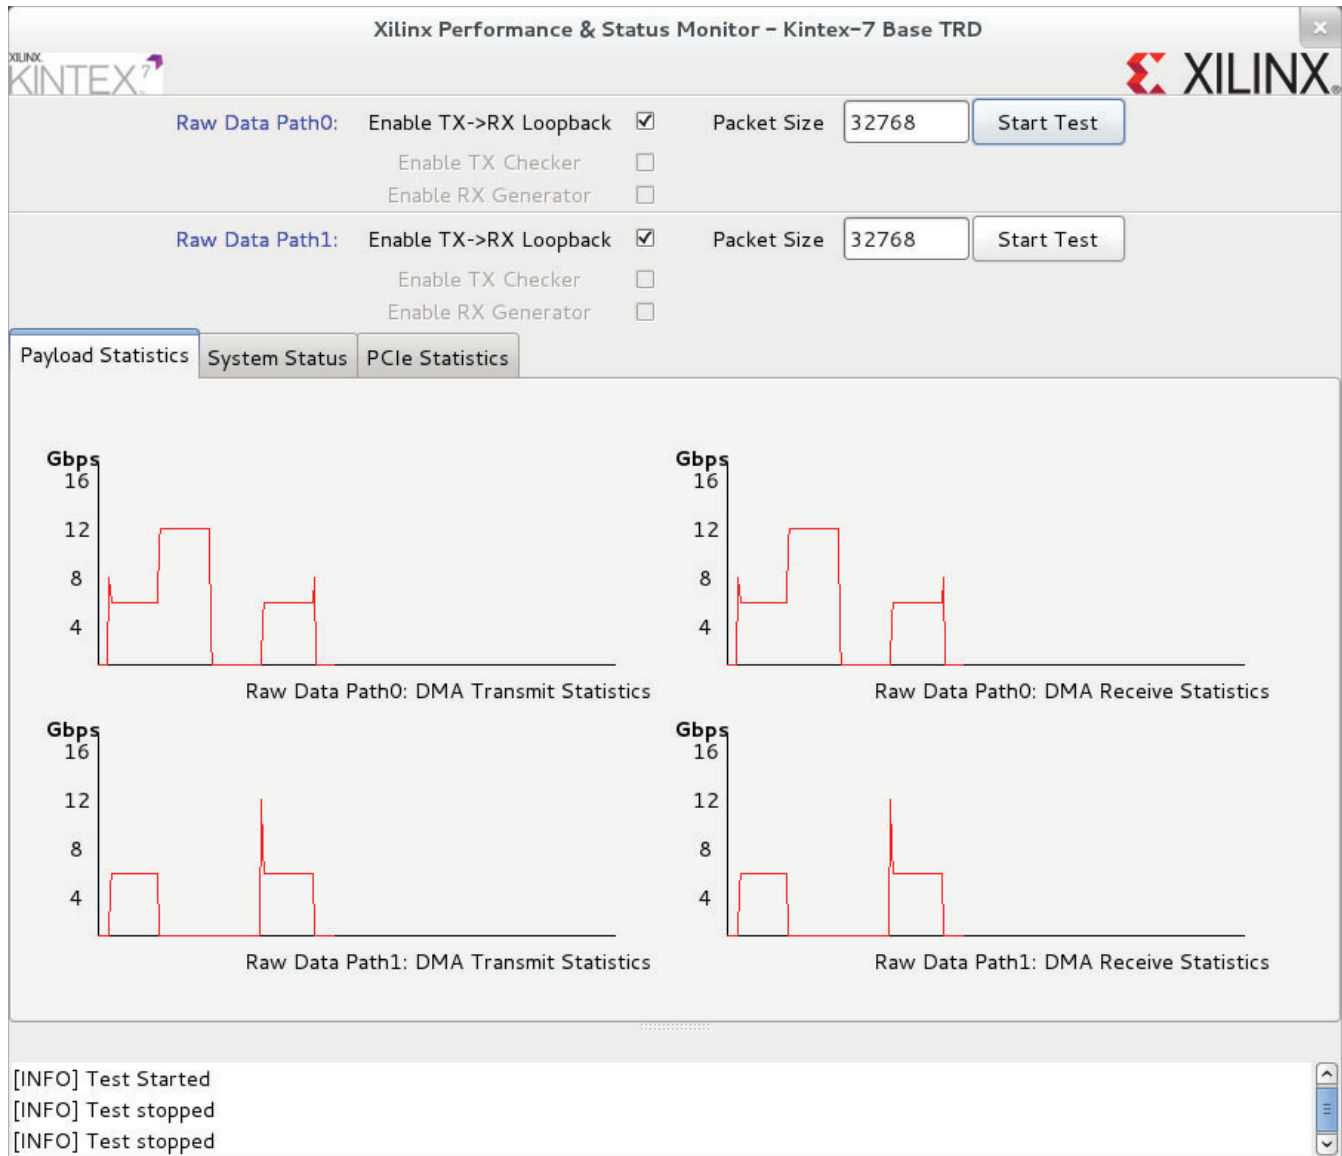 Xilinx Performance & Status Monitor - Kintex-7 Base TRD
XILINX
KINTEX 7
XILINX
Raw Data Path0: Enable TX->RX Loopback Packet Size 32768 Start Test
Enable TX Checker
Enable RX Generator
Raw Data Path1: Enable TX->RX Loopback Packet Size 32768 Start Test
Enable TX Checker
Enable RX Generator
Payload Statistics System Status PCIe Statistics
Gbps
16
12
8
4
Raw Data Path0: DMA Transmit Statistics
Gbps
16
12
8
4
Raw Data Path0: DMA Receive Statistics
Gbps
16
12
8
4
Raw Data Path1: DMA Transmit Statistics
Gbps
16
12
8
4
Raw Data Path1: DMA Receive Statistics
[INFO] Test Started
[INFO] Test stopped
[INFO] Test stopped